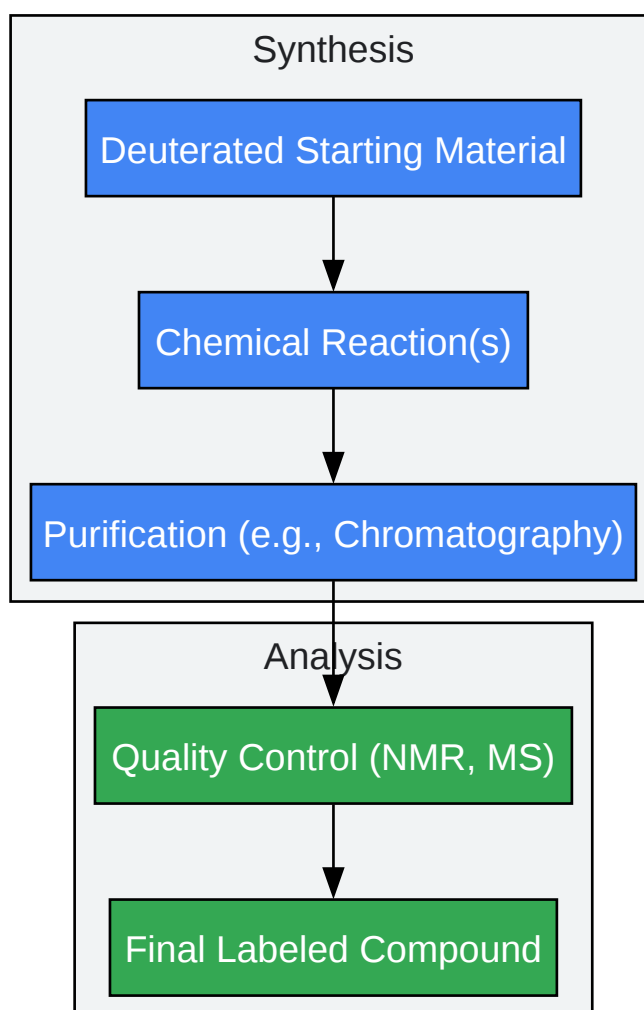 Synthesis
Deuterated Starting Material
Chemical Reaction(s)
Purification (e.g., Chromatography)
Analysis
Quality Control (NMR, MS)
Final Labeled Compound